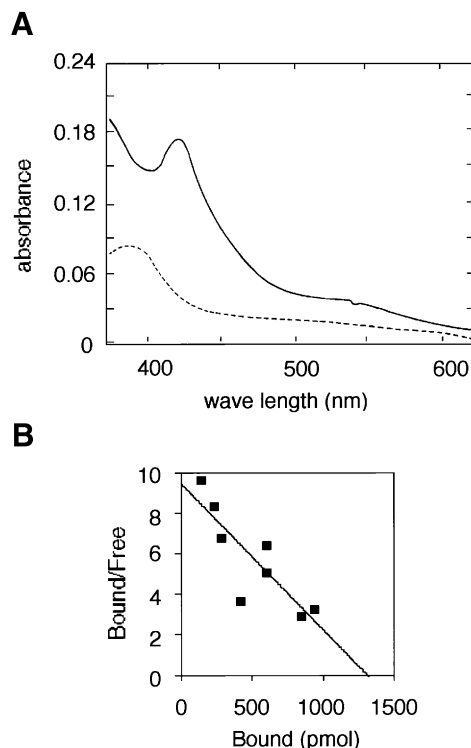 A
0.24
0.18
0.12
0.06
0
absorbance
400 500 600
wave length (nm)
B
10
8
6
4
2
0
Bound/Free
0 500 1000 1500
Bound (pmol)